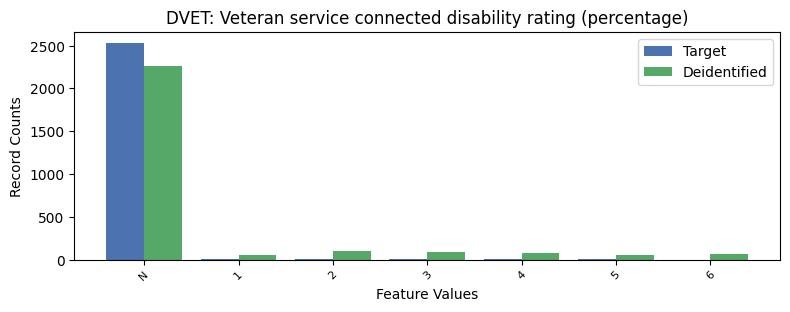 DVET: Veteran service connected disability rating (percentage)
Target
Deidentified
2500
2000
1500
1000
500
0
Record Counts
N 1 2 3 4 5 6
Feature Values